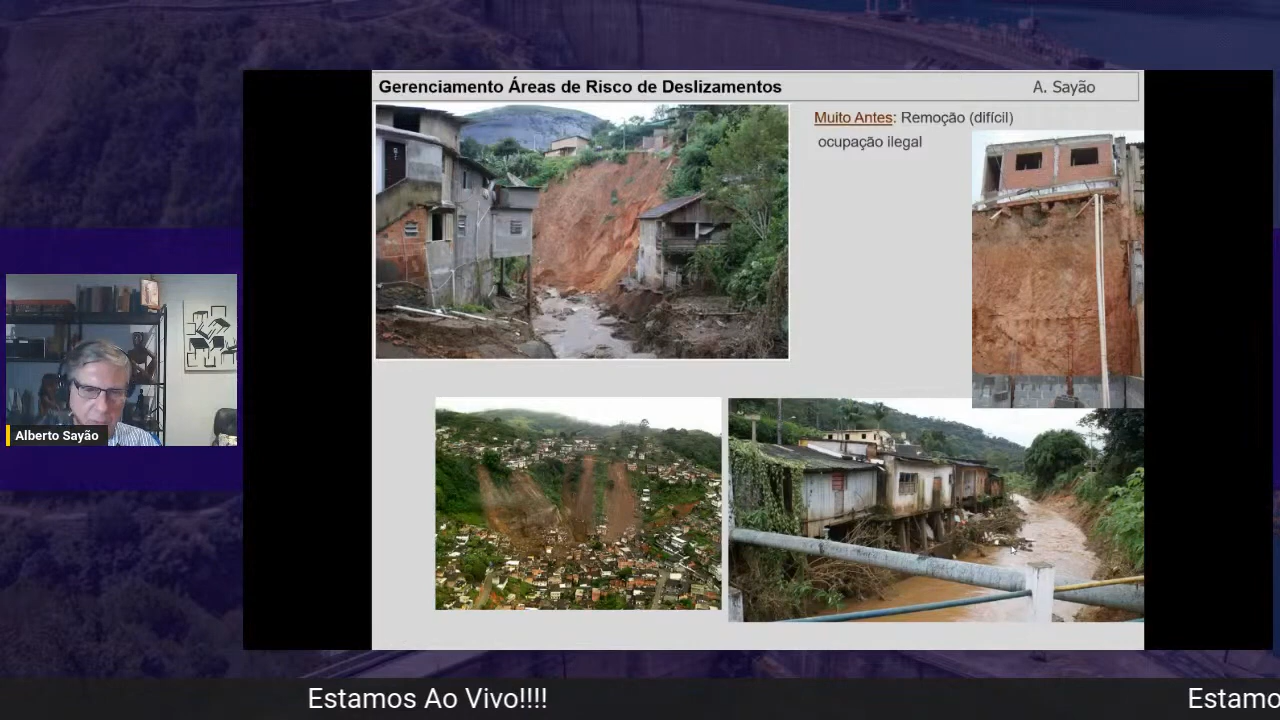 Gerenciamento Áreas de Risco de Deslizamentos
A. Sayão
Muito Antes: Remoção (difícil)
ocupação ilegal
Alberto Sayão
Estamos Ao Vivo!!!!
Estamo